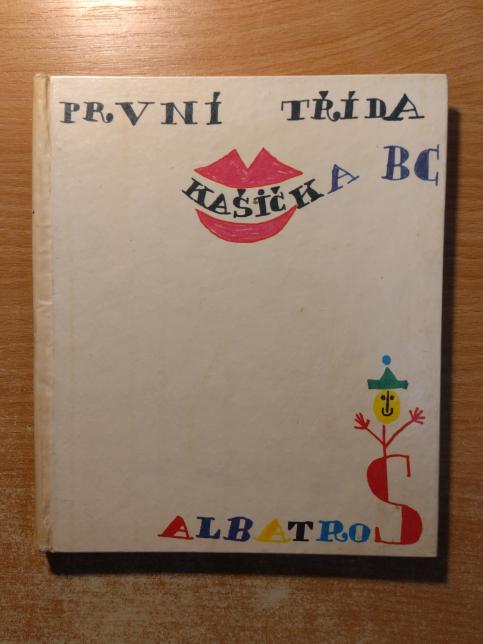 PRVNÍ TŘÍDA
KAŠIČKA BC
ALBATROS